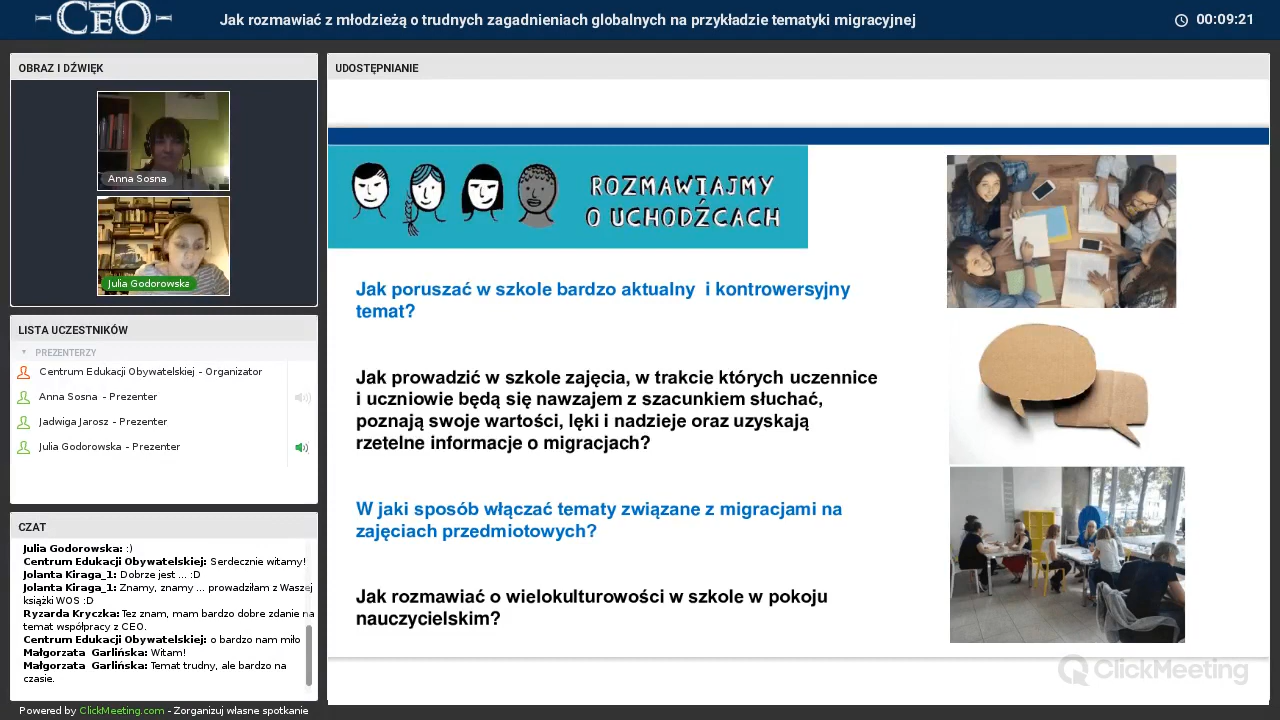 CEO
Jak rozmawiać z młodzieżą o trudnych zagadnieniach globalnych na przykładzie tematyki migracyjnej
00:09:21
OBRAZ I DŹWIĘK
Anna Sosna
Julia Godorowska
LISTA UCZESTNIKÓW
PREZENTERZY
Centrum Edukacji Obywatelskiej - Organizator
Anna Sosna - Prezenter
Jadwiga Jarosz - Prezenter
Julia Godorowska - Prezenter
CZAT
Julia Godorowska: :)
Centrum Edukacji Obywatelskiej: Serdecznie witamy!
Jolanta Kiraga_1: Dobrze jest ... :D
Jolanta Kiraga_1: Znamy, znamy ... prowadziłam z Waszej
książki WOS :D
Ryzarda Kryczka: Tez znam, mam bardzo dobre zdanie na
temat współpracy z CEO.
Centrum Edukacji Obywatelskiej: o bardzo nam miło
Małgorzata Garlińska: Witam!
Małgorzata Garlińska: Temat trudny, ale bardzo na
czasie.
Powered by ClickMeeting.com - Zorganizuj własne spotkanie
UDOSTĘPNIANIE
ROZMAWIAJMY
O UCHODŹCACH
Jak poruszać w szkole bardzo aktualny i kontrowersyjny
temat?
Jak prowadzić w szkole zajęcia, w trakcie których uczennice
i uczniowie będą się nawzajem z szacunkiem słuchać,
poznają swoje wartości, lęki i nadzieje oraz uzyskają
rzetelne informacje o migracjach?
W jaki sposób włączać tematy związane z migracjami na
zajęciach przedmiotowych?
Jak rozmawiać o wielokulturowości w szkole w pokoju
nauczycielskim?
ClickMeeting